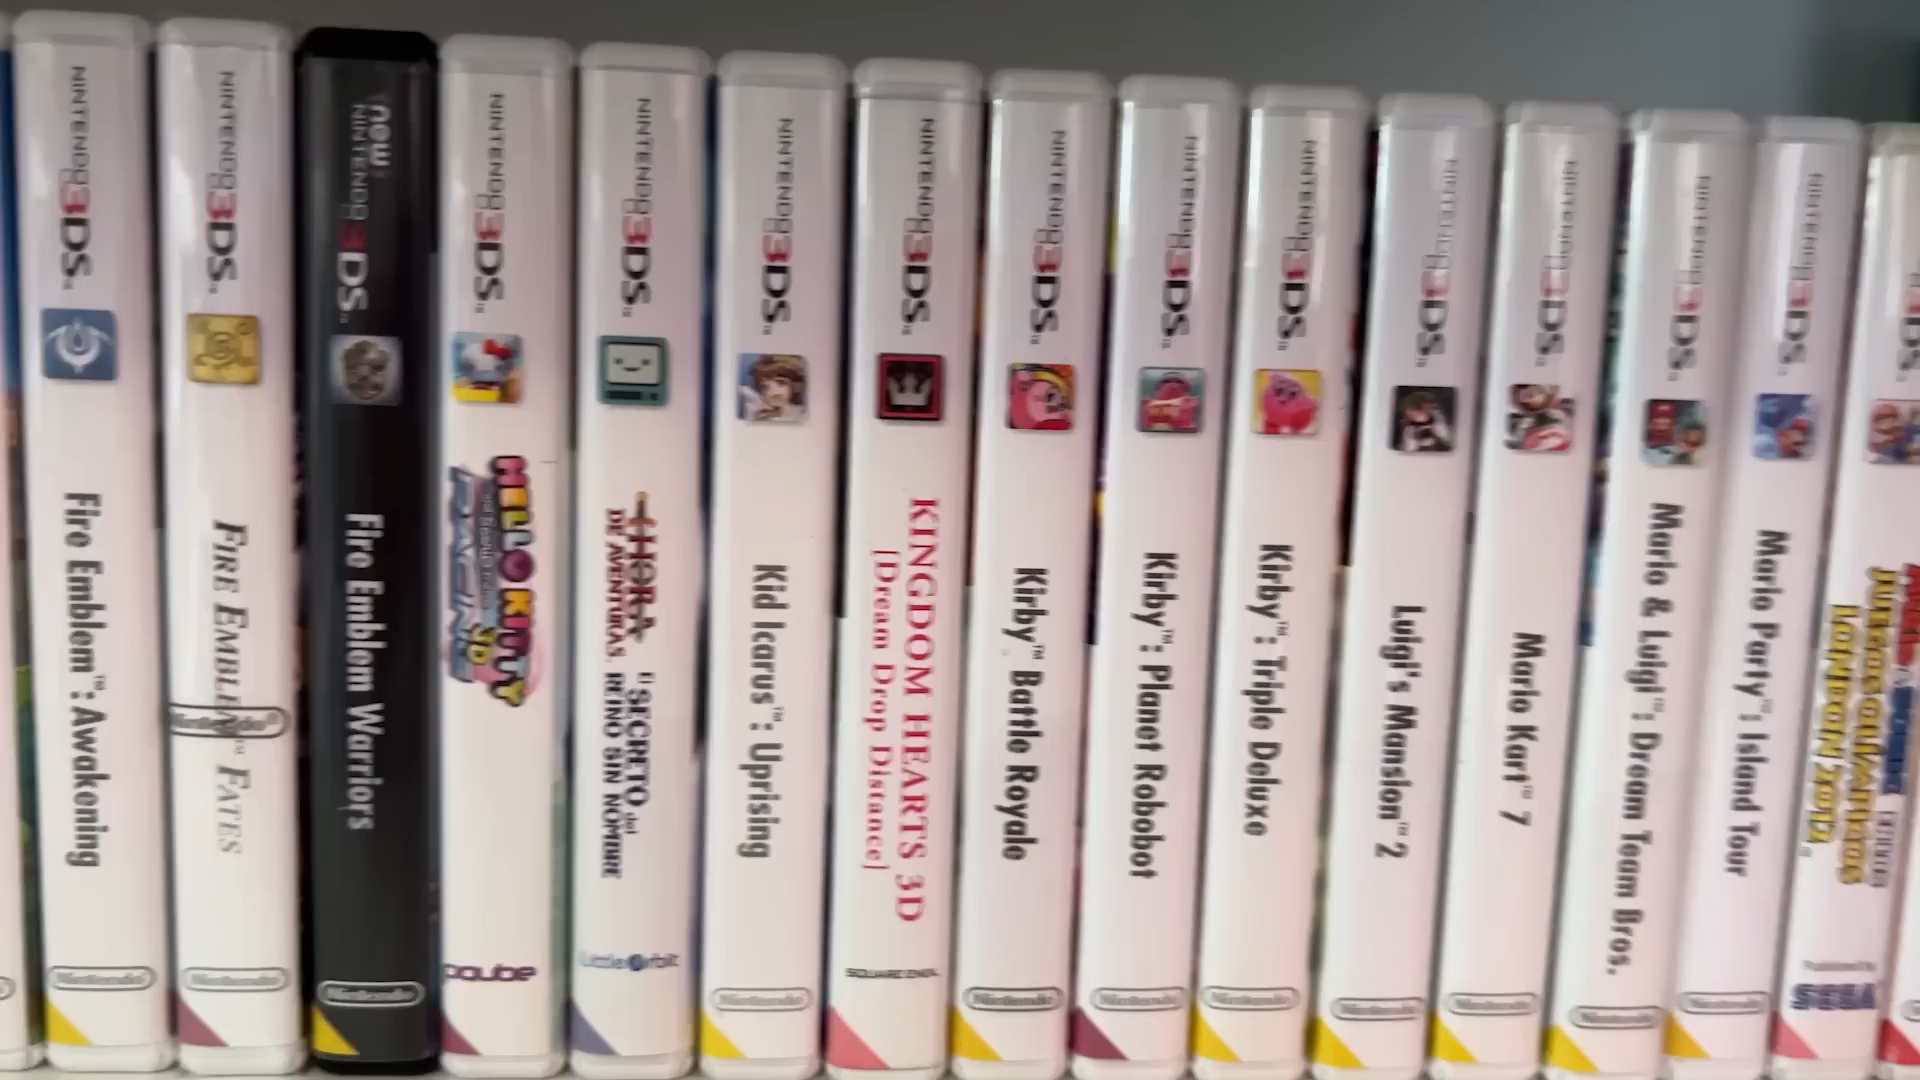 NINTENDO 3DS
Fire Emblem™: Awakening
Nintendo
NINTENDO 3DS
FIRE EMBLEM™ FATES
Nintendo
Nintendo
new
NINTENDO 3DS
Fire Emblem Warriors
Nintendo
NINTENDO 3DS
HELLO KITTY
RACING 3D
NINTENDO 3DS
HORA
DE AVENTURAS
El SECRETO del
REINO SIN NOMBRE
Little Orbit
NINTENDO 3DS
Kid Icarus™: Uprising
Nintendo
NINTENDO 3DS
KINGDOM HEARTS 3D
[Dream Drop Distance]
SQUARE ENIX
NINTENDO 3DS
Kirby™ Battle Royale
Nintendo
NINTENDO 3DS
Kirby™: Planet Robobot
Nintendo
NINTENDO 3DS
Kirby™: Triple Deluxe
Nintendo
NINTENDO 3DS
Luigi's Mansion™ 2
Nintendo
NINTENDO 3DS
Mario Kart™ 7
Nintendo
NINTENDO 3DS
Mario & Luigi™: Dream Team Bros.
Nintendo
NINTENDO 3DS
Mario Party™: Island Tour
Nintendo
3DS
JUEGOS OLIMPICOS
LONDON 2012
SEGA